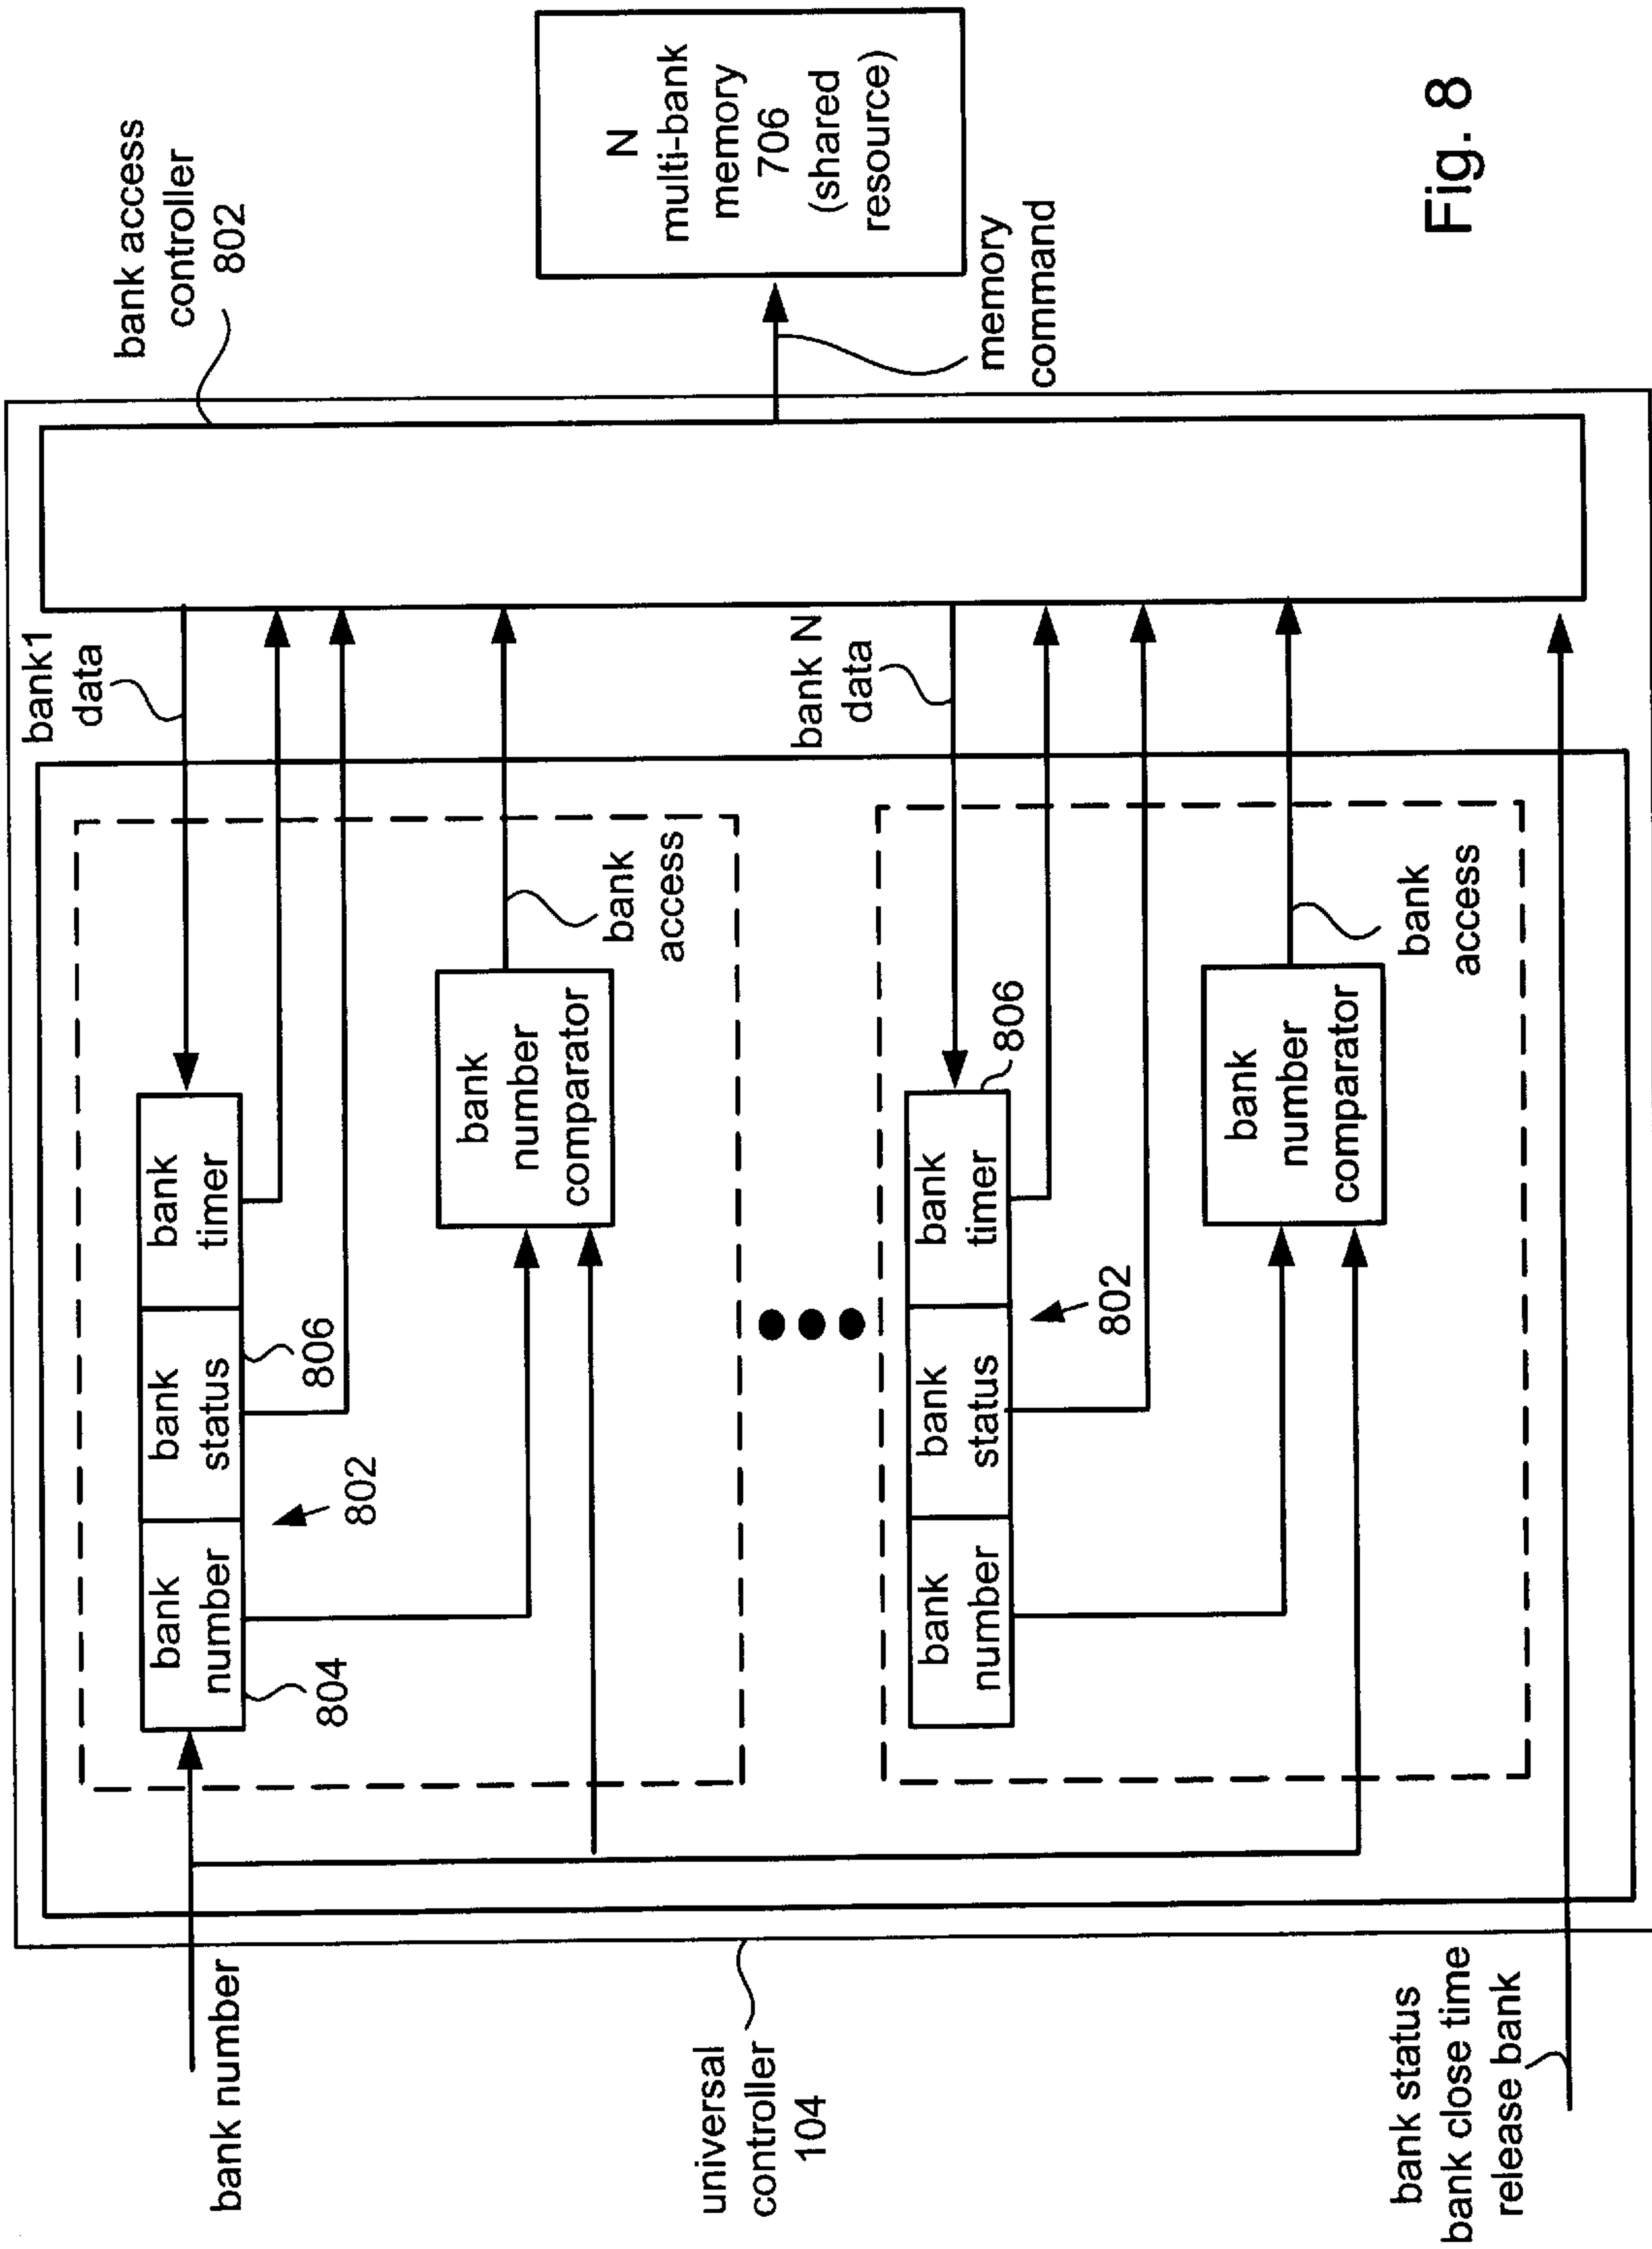 bank number
universal
controller
104
bank status
bank close time
release bank
bank
number
804
bank
status
806
bank
timer
802
bank
number
comparator
bank
access
bank1
data
bank
number
bank
status
bank
timer
806
802
bank
number
comparator
bank
access
bank N
data
bank access
controller
802
memory
command
N
multi-bank
memory
706
(shared
resource)
Fig. 8